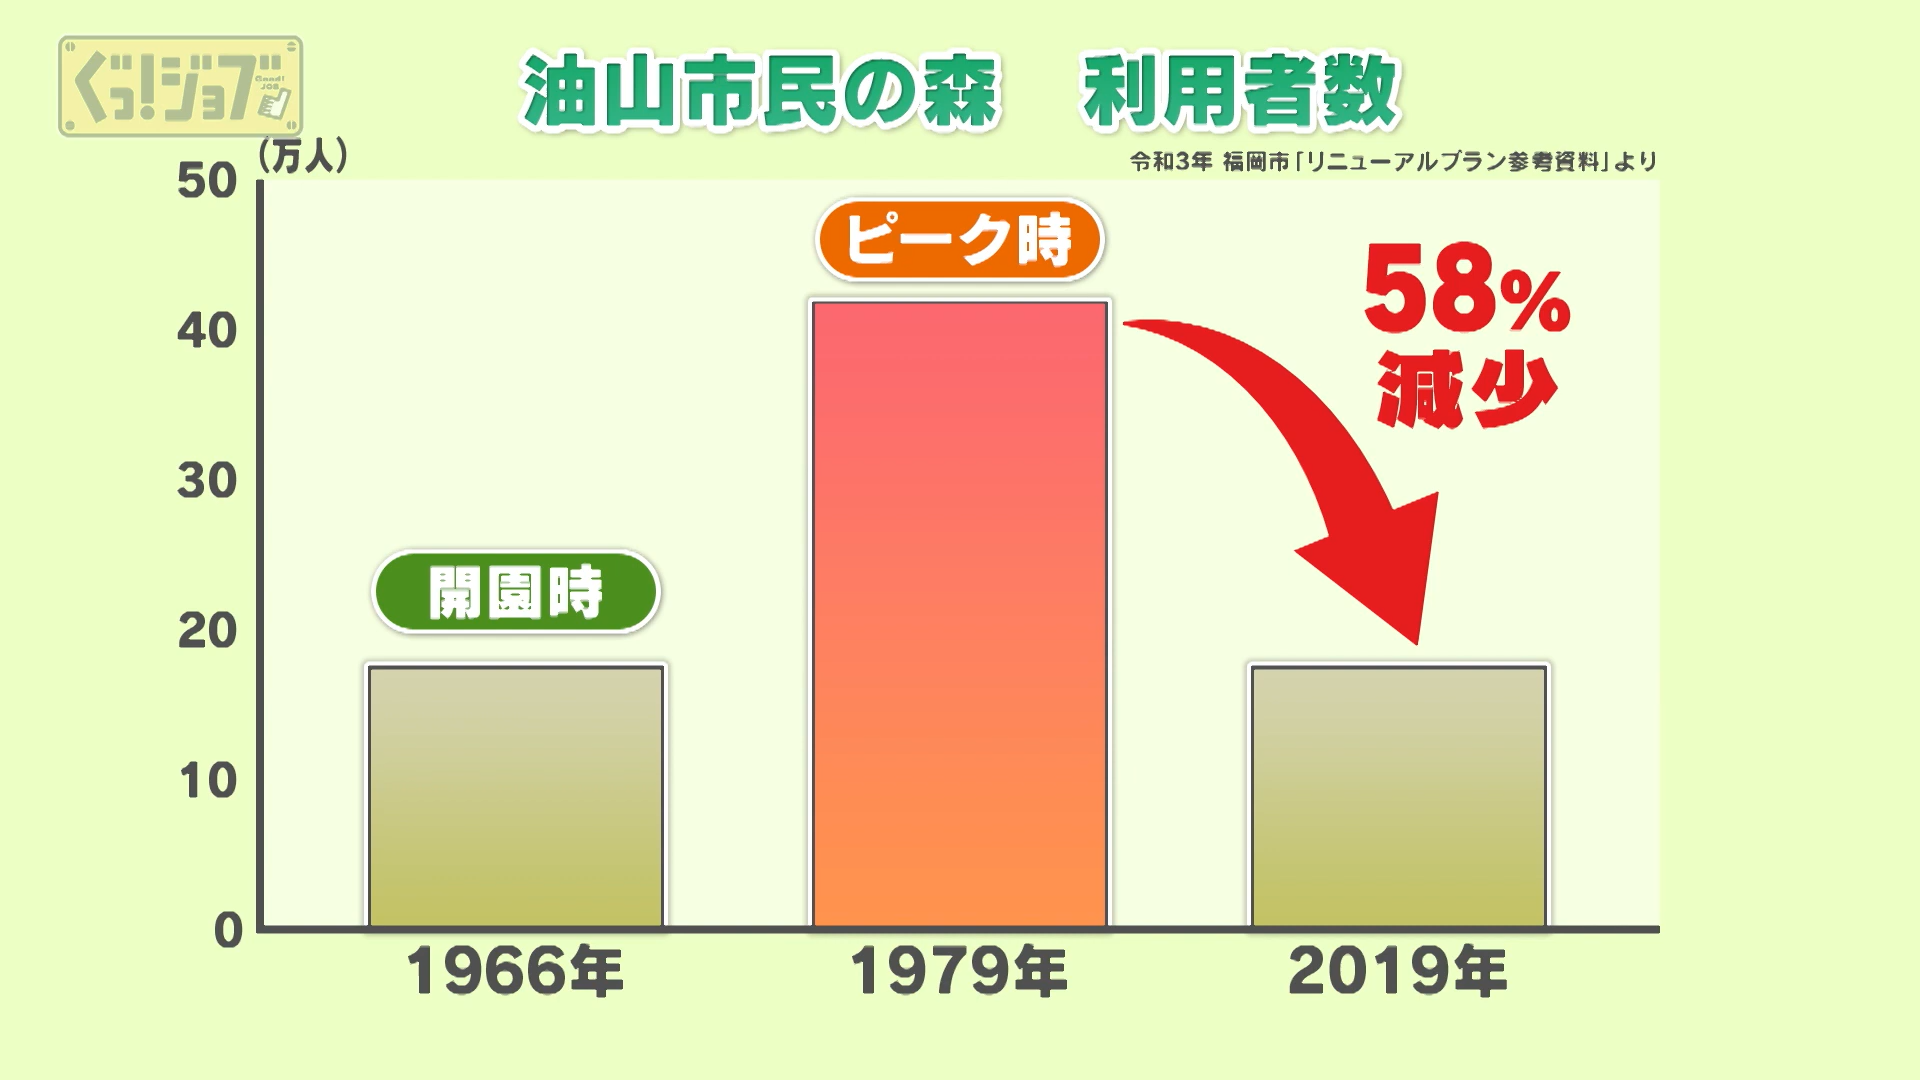 ぐっ!ジョブ
Good!
JOB
油山市民の森　利用者数
(万人)
令和3年 福岡市「リニューアルプラン参考資料」より
50
40
30
20
10
0
ピーク時
58%
減少
開園時
1966年
1979年
2019年